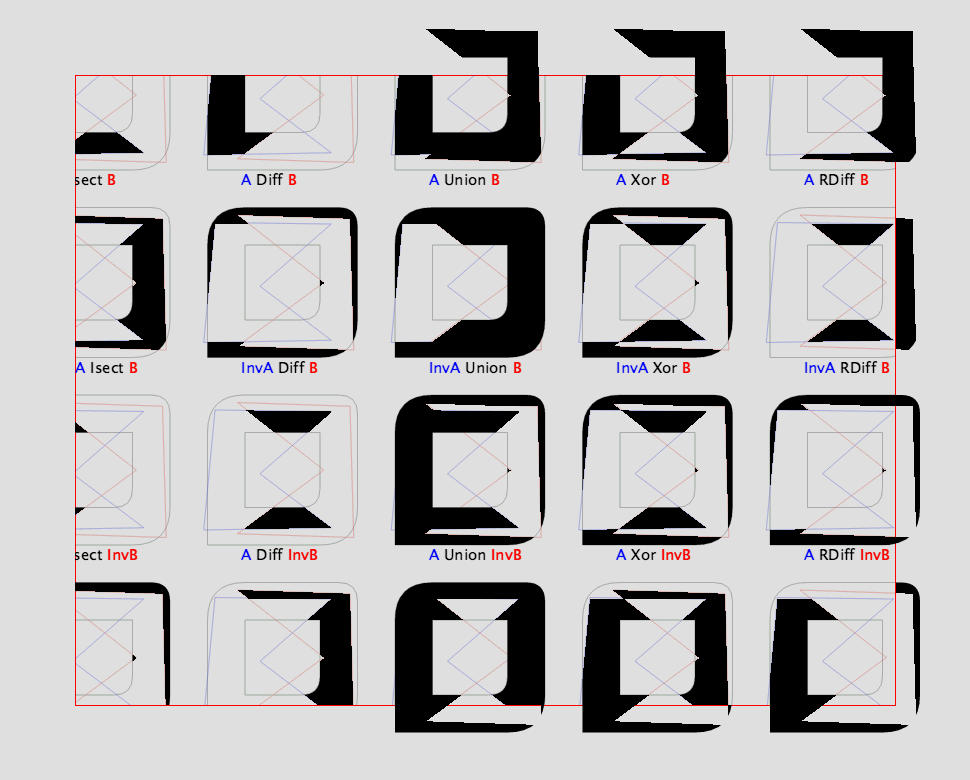 sect B A Diff B A Union B A Xor B A RDiff B
A Isect B InvA Diff B InvA Union B InvA Xor B InvA RDiff B
sect InvB A Diff InvB A Union InvB A Xor InvB A RDiff InvB